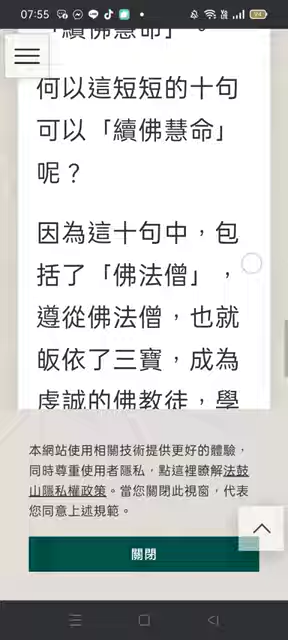 07:55
「續佛慧命」。
何以這短短的十句
可以「續佛慧命」
呢？
因為這十句中，包
括了「佛法僧」，
遵從佛法僧，也就
皈依了三寶，成為
虔誠的佛教徒，學
本網站使用相關技術提供更好的體驗，
同時尊重使用者隱私，點這裡瞭解法鼓
山隱私權政策。當您關閉此視窗，代表
您同意上述規範。
關閉